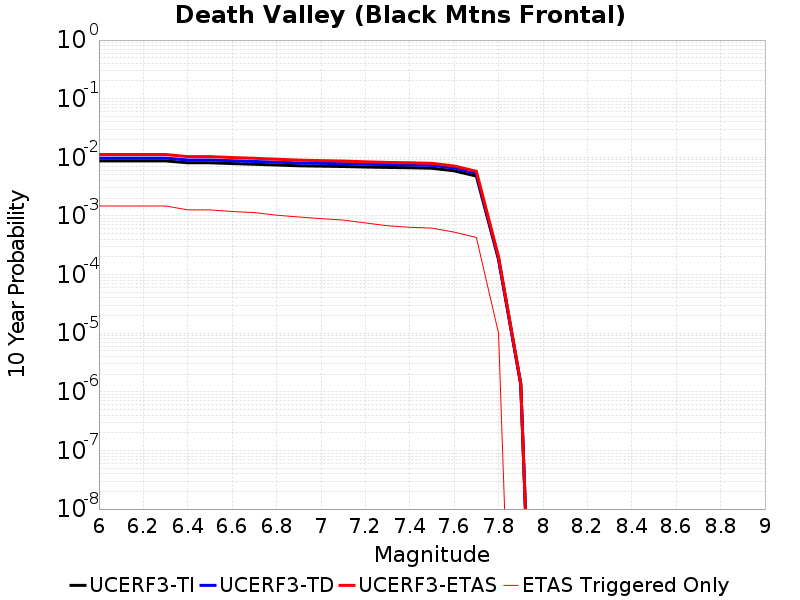 Death Valley (Black Mtns Frontal)
10^0
10^-1
10^-2
10^-3
10^-4
10^-5
10^-6
10^-7
10^-8
10 Year Probability
6 6.2 6.4 6.6 6.8 7 7.2 7.4 7.6 7.8 8 8.2 8.4 8.6 8.8 9
Magnitude
UCERF3-TI UCERF3-TD UCERF3-ETAS ETAS Triggered Only